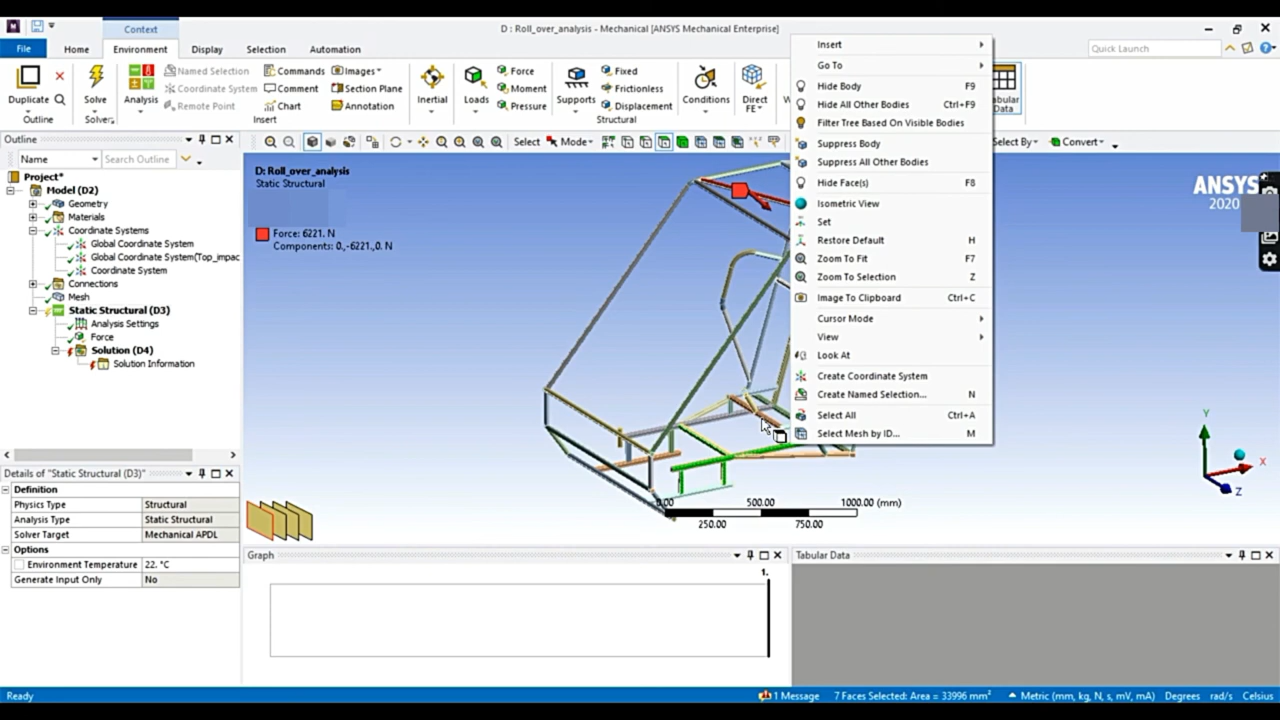 Context
D : Roll_over_analysis - Mechanical [ANSYS Mechanical Enterprise]
File
Home
Environment
Display
Selection
Automation
Quick Launch
Duplicate
Outline
Solve
Solver
Analysis
Named Selection
Coordinate System
Remote Point
Commands
Comment
Chart
Images
Section Plane
Annotation
Insert
Inertial
Loads
Force
Moment
Pressure
Supports
Fixed
Frictionless
Displacement
Structural
Conditions
Direct
FE
Outline
Name
Search Outline
Select
Mode
Select By
Convert
Project*
Model (D2)
Geometry
Materials
Coordinate Systems
Global Coordinate System
Global Coordinate System(Top_impac
Coordinate System
Connections
Mesh
Static Structural (D3)
Analysis Settings
Force
Solution (D4)
Solution Information
D: Roll_over_analysis
Static Structural
Force: 6221. N
Components: 0.,-6221.,0. N
Insert
Go To
Hide Body F9
Hide All Other Bodies Ctrl+F9
Filter Tree Based On Visible Bodies
Suppress Body
Suppress All Other Bodies
Hide Face(s) F8
Isometric View
Set
Restore Default H
Zoom To Fit F7
Zoom To Selection Z
Image To Clipboard Ctrl+C
Cursor Mode
View
Look At
Create Coordinate System
Create Named Selection... N
Select All Ctrl+A
Select Mesh by ID... M
ANSYS
2020
Y
X
Z
0.00 500.00 1000.00 (mm)
250.00 750.00
Details of "Static Structural (D3)"
Definition
Physics Type Structural
Analysis Type Static Structural
Solver Target Mechanical APDL
Options
Environment Temperature 22. °C
Generate Input Only No
Graph
1.
Tabular Data
Ready
1 Message
7 Faces Selected: Area = 33996 mm²
Metric (mm, kg, N, s, mV, mA)
Degrees
rad/s
Celsius